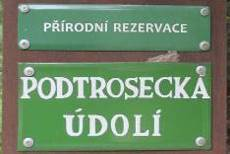 PŘÍRODNÍ REZERVACE
PODTROSECKÁ
ÚDOLÍ